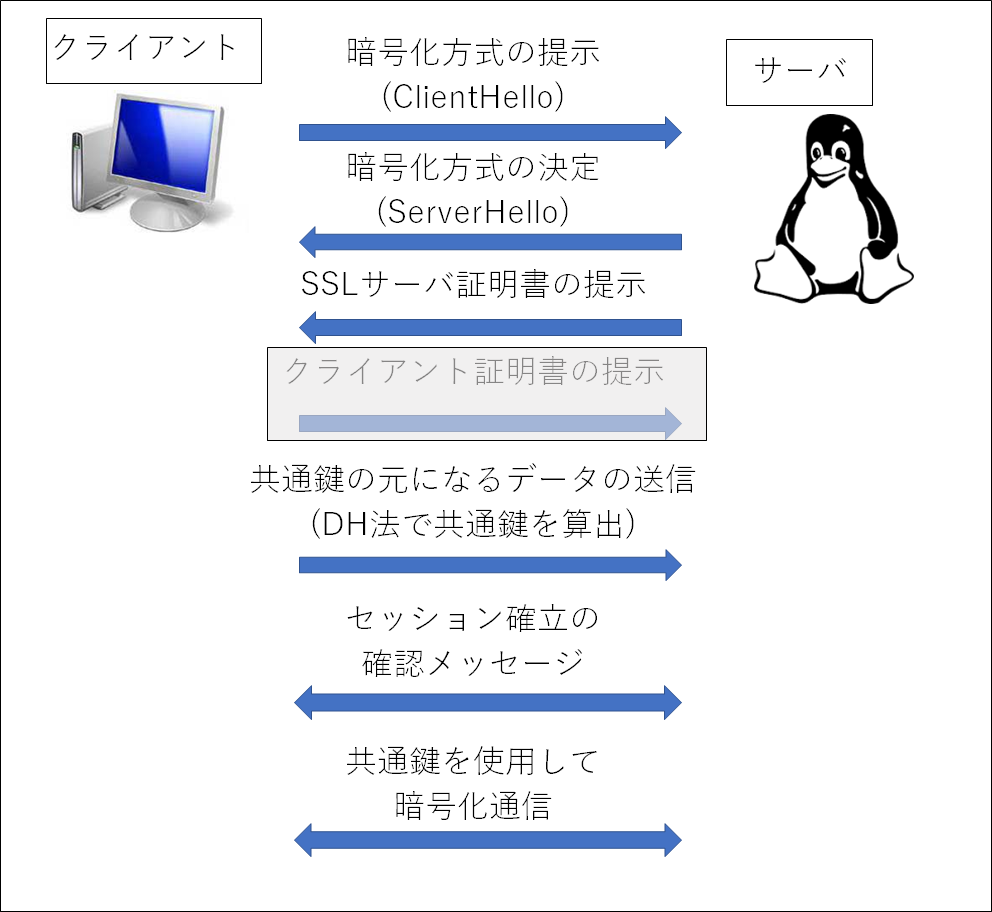 クライアント
サーバ
暗号化方式の提示
(ClientHello)
暗号化方式の決定
(ServerHello)
SSLサーバ証明書の提示
クライアント証明書の提示
共通鍵の元になるデータの送信
(DH法で共通鍵を算出)
セッション確立の
確認メッセージ
共通鍵を使用して
暗号化通信